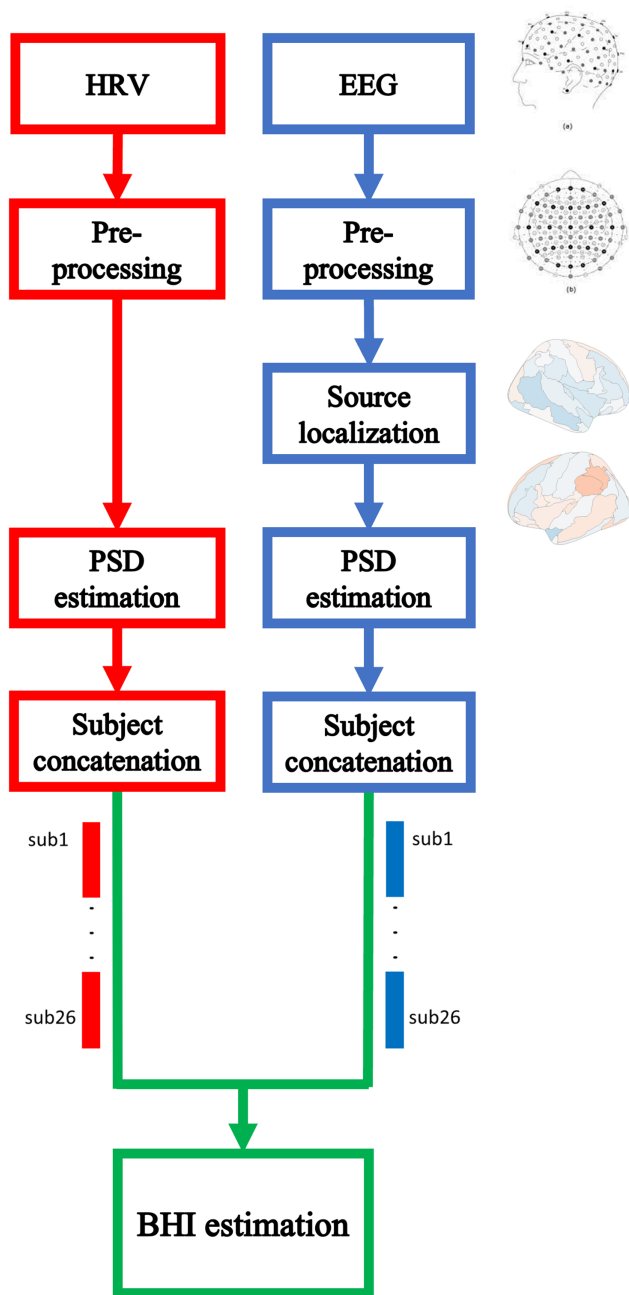 HRV
EEG
(a)
Pre-
processing
Pre-
processing
(b)
Source
localization
PSD
estimation
PSD
estimation
Subject
concatenation
Subject
concatenation
sub1
sub1
sub26
sub26
BHI estimation